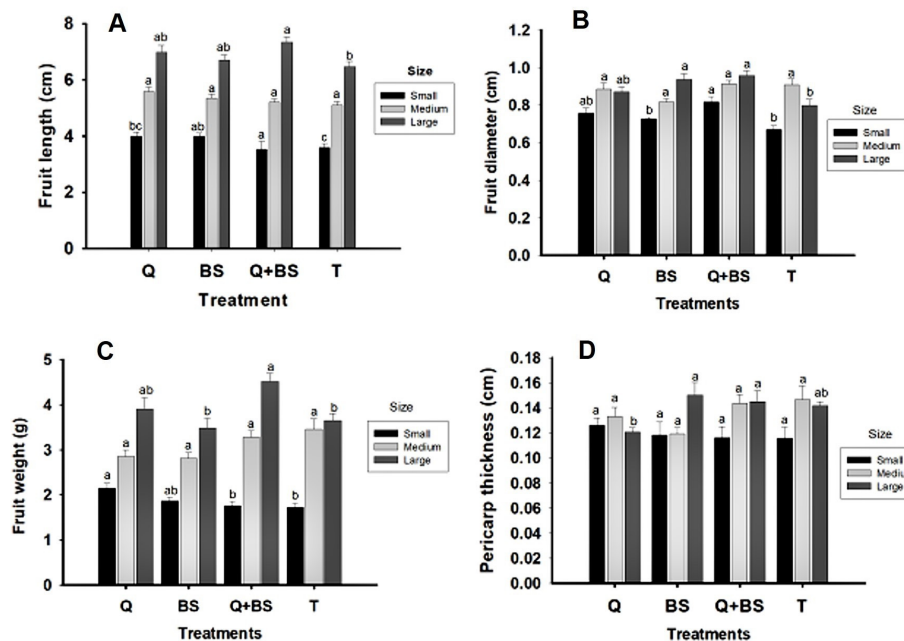 A
Fruit length (cm)
8
6
4
2
0
bc
a
ab
ab
a
ab
a
a
a
c
a
b
Q BS Q+BS T
Treatment
Size
Small
Medium
Large
B
Fruit diameter (cm)
1.2
1.0
0.8
0.6
0.4
0.2
0.0
ab
a
ab
b
a
a
a
a
a
b
a
b
Q BS Q+BS T
Treatments
Size
Small
Medium
Large
C
Fruit weight (g)
5
4
3
2
1
0
a
a
ab
ab
a
b
b
a
a
b
a
b
Q BS Q+BS T
Treatments
Size
Small
Medium
Large
D
Pericarp thickness (cm)
0.18
0.16
0.14
0.12
0.10
0.08
0.06
0.04
0.02
0.00
a
a
b
a
a
a
a
a
a
a
a
ab
Q BS Q+BS T
Treatments
Size
Small
Mediu
Large